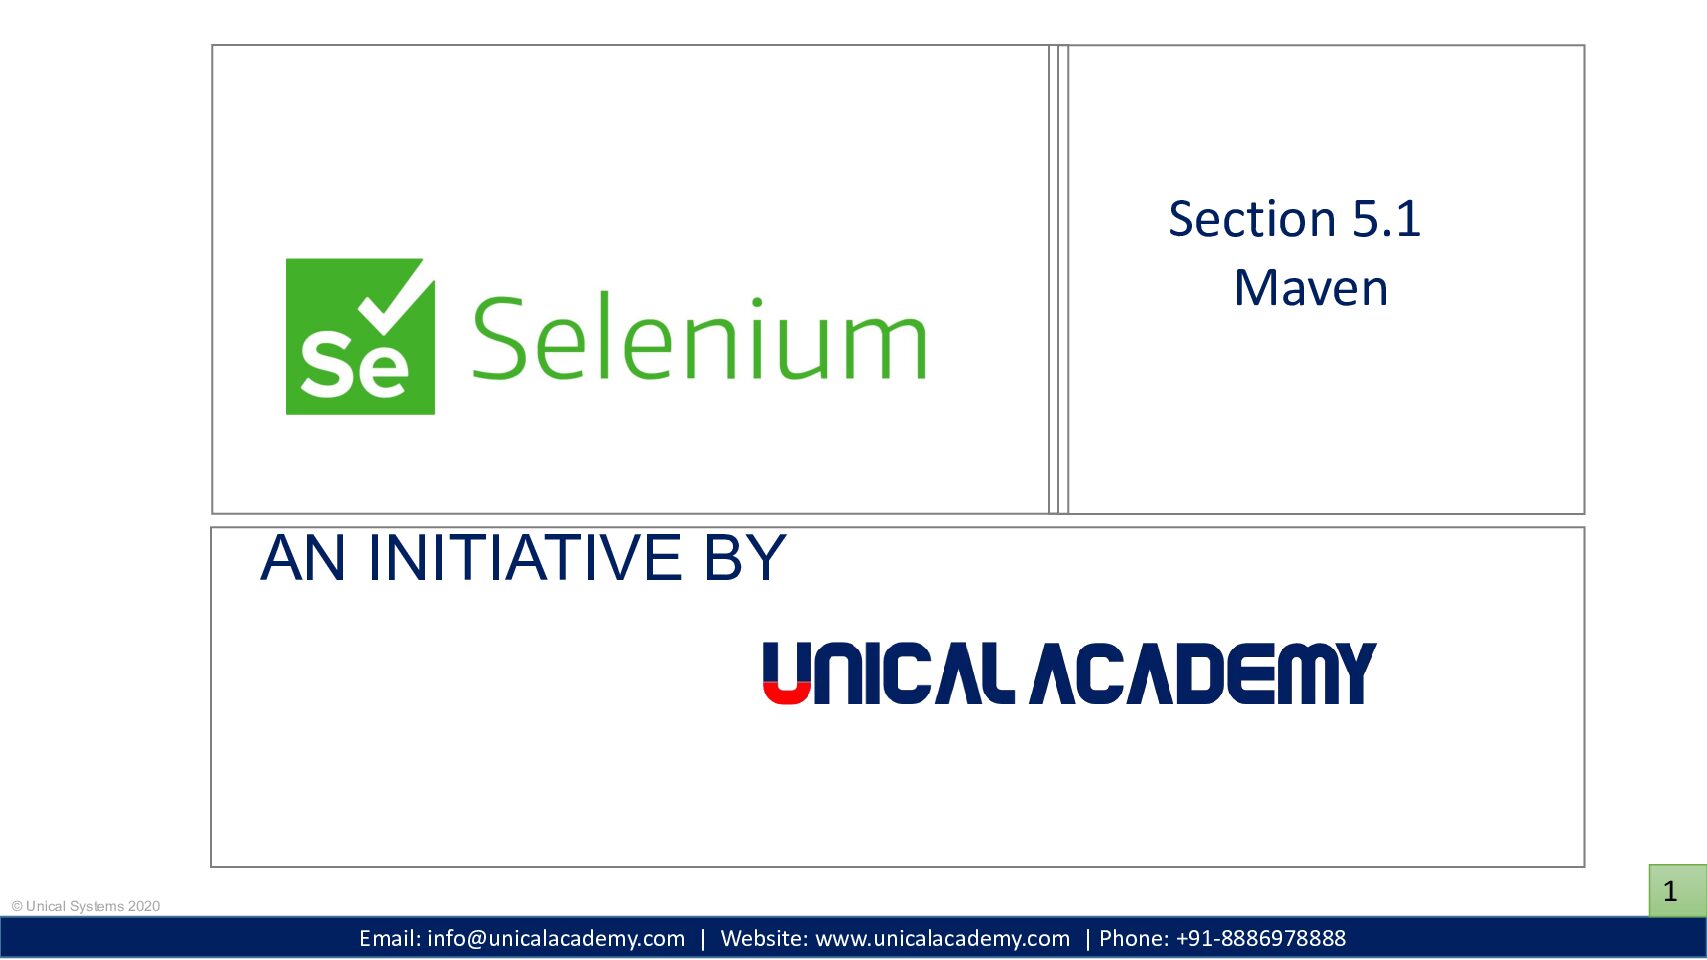 Section 5.1
Maven
Se Selenium
AN INITIATIVE BY
UNICAL ACADEMY
1
© Unical Systems 2020
Email: info@unicalacademy.com | Website: www.unicalacademy.com | Phone: +91-8886978888